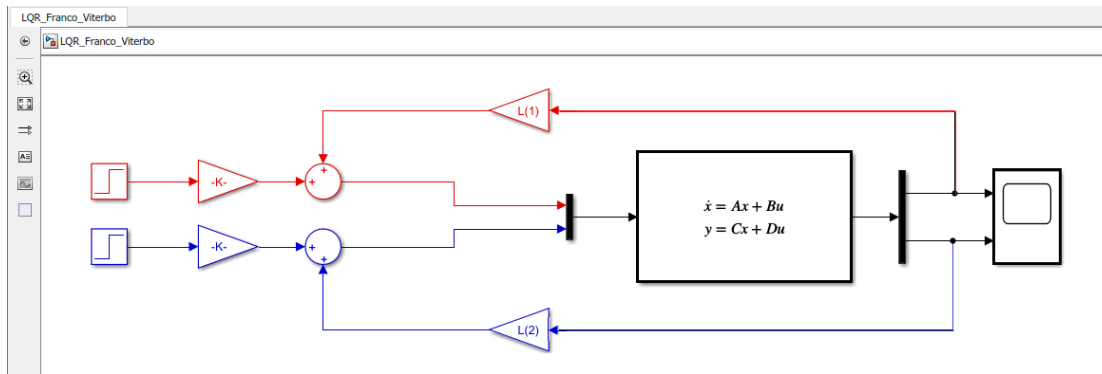 LQR_Franco_Viterbo
LQR_Franco_Viterbo
L(1)
-K-
+
+
ẋ = Ax + Bu
y = Cx + Du
-K-
+
+
L(2)